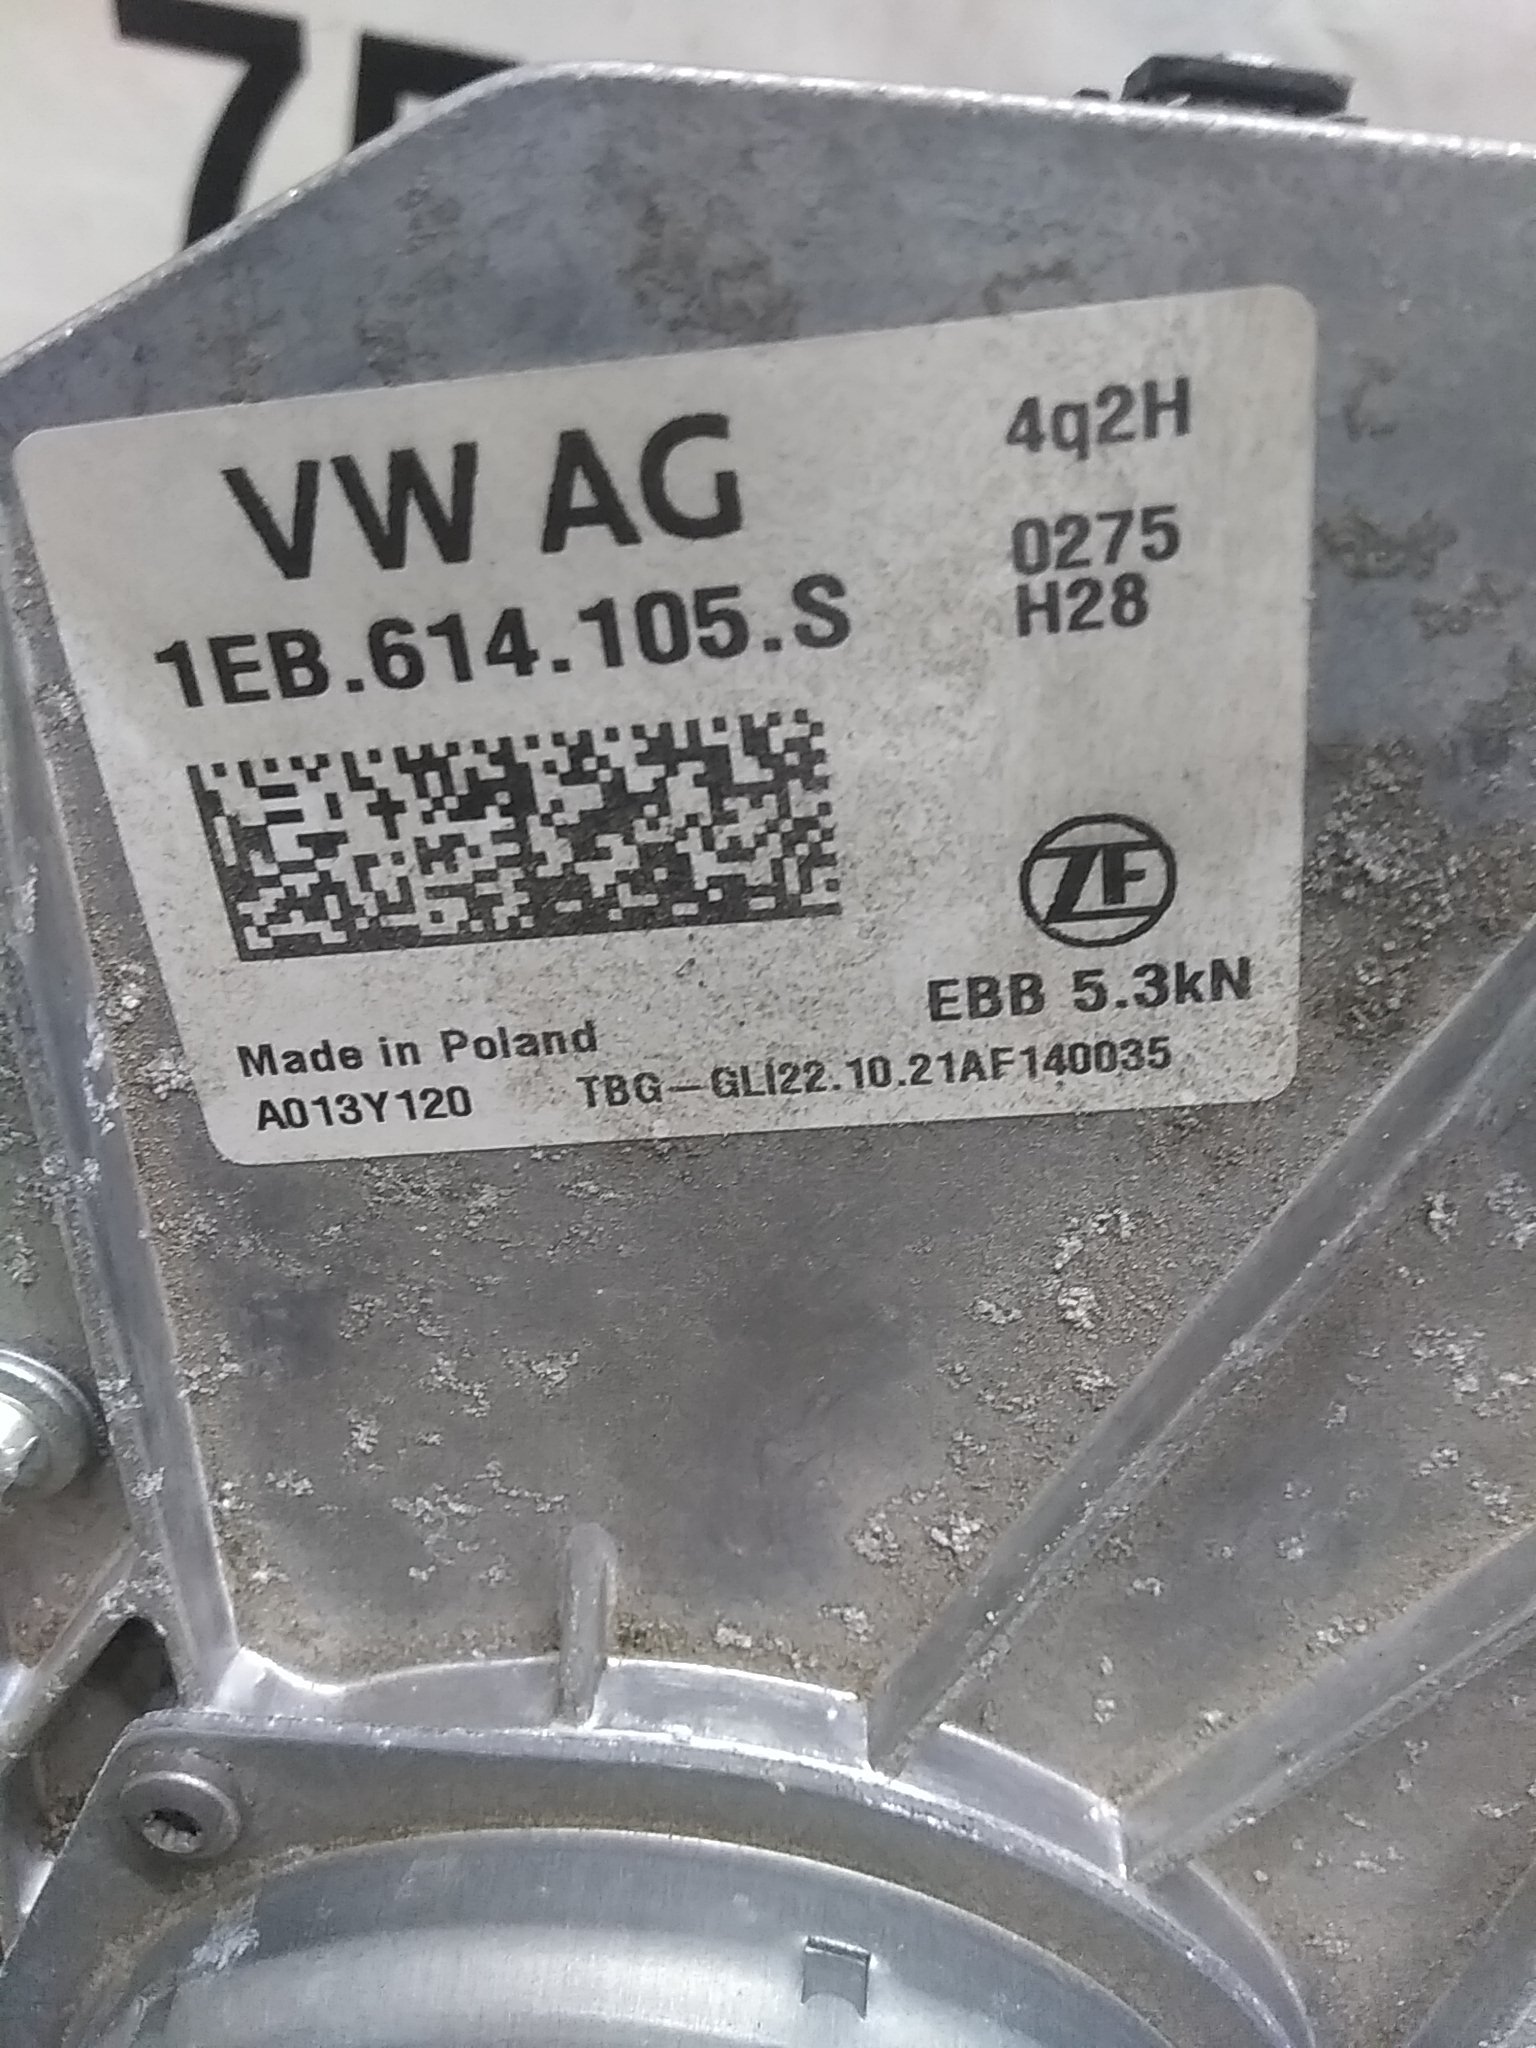 VW AG
1EB.614.105.S
4q2H
0275
H28
ZF
EBB 5.3kN
Made in Poland
A013Y120
TBG-GLI22.10.21AF140035